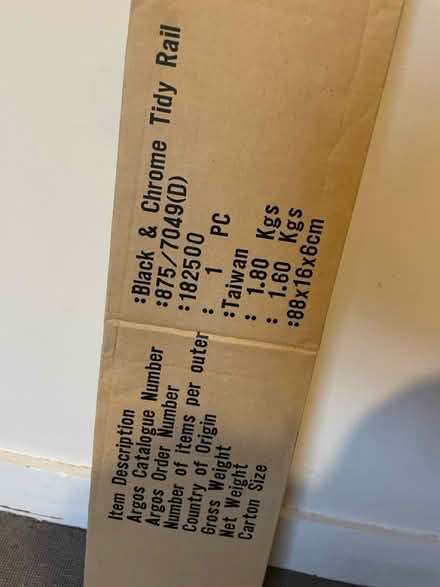 Item Description :Black & Chrome Tidy Rail
Argos Catalogue Number :875/7049(D)
Argos Order Number :182500
Number of items per outer : 1 PC
Country of Origin :Taiwan
Gross Weight : 1.80 Kgs
Net Weight : 1.60 Kgs
Carton Size :88x16x6cm